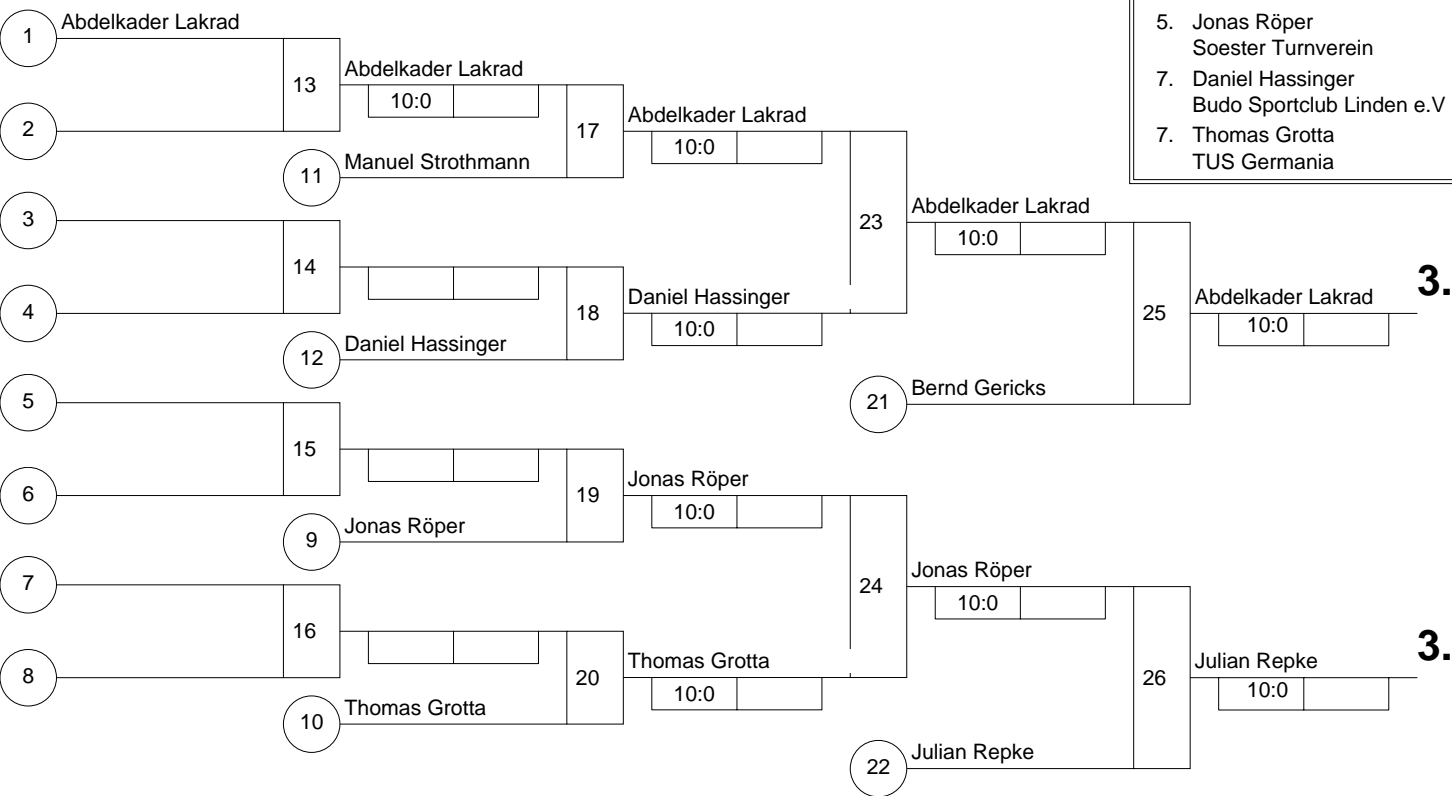 5. Jonas Röper
Soester Turnverein
7. Daniel Hassinger
Budo Sportclub Linden e.V
7. Thomas Grotta
TUS Germania
1 Abdelkader Lakrad
13
Abdelkader Lakrad
10:0
2
17
Abdelkader Lakrad
10:0
11 Manuel Strothmann
3
23
Abdelkader Lakrad
10:0
14
4
18
Daniel Hassinger
10:0
12 Daniel Hassinger
25
Abdelkader Lakrad
10:0
3.
21 Bernd Gericks
5
15
6
19
Jonas Röper
10:0
9 Jonas Röper
7
24
Jonas Röper
10:0
16
8
20
Thomas Grotta
10:0
10 Thomas Grotta
26
Julian Repke
10:0
3.
22 Julian Repke